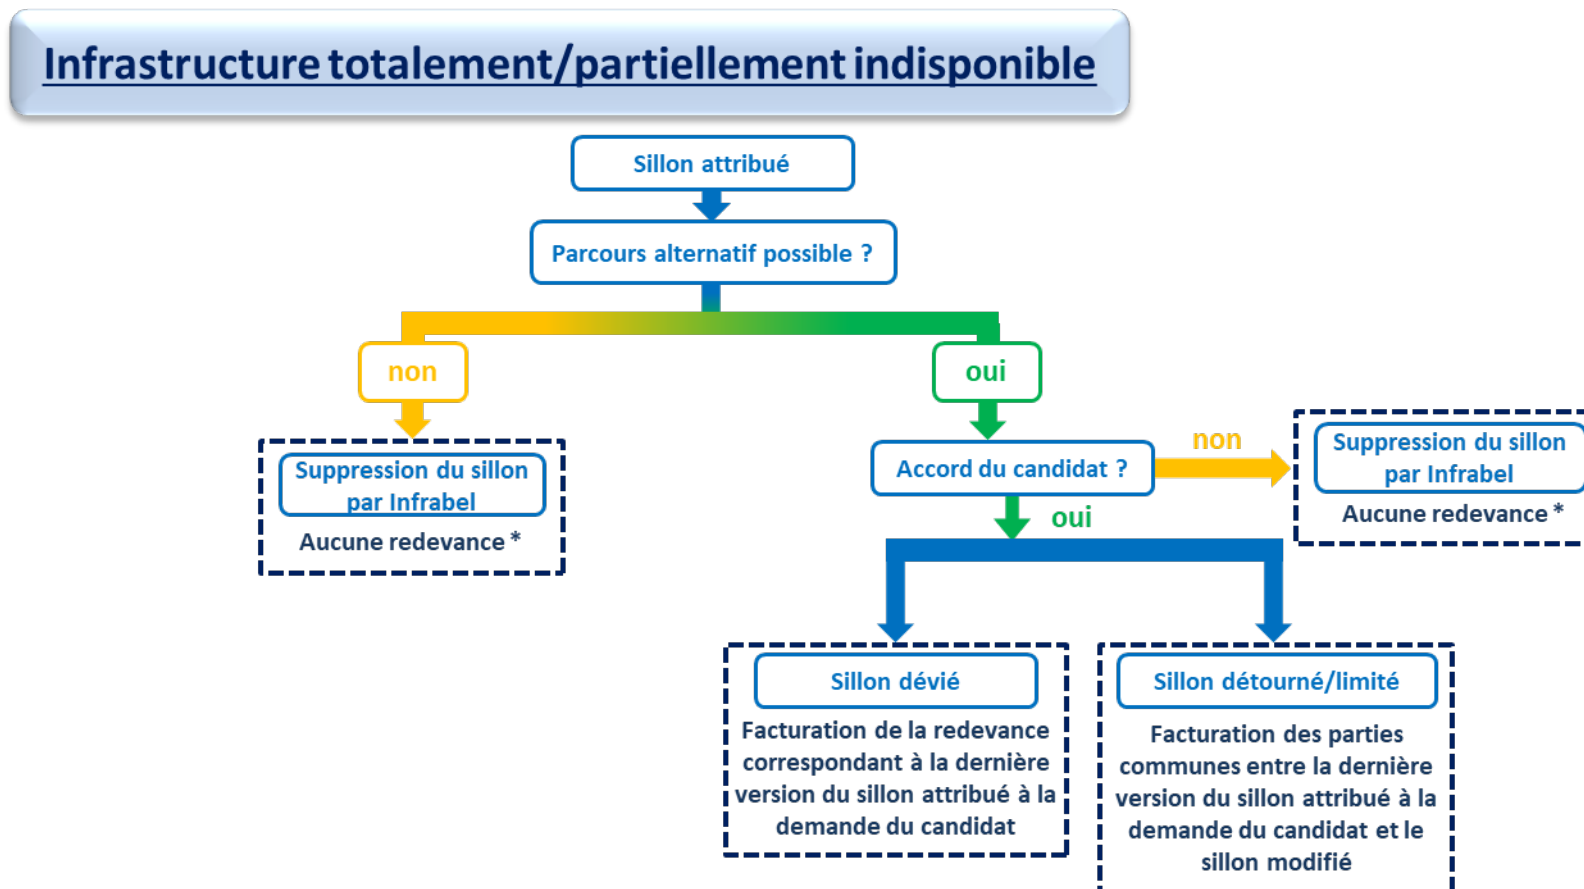 Infrastructure totalement/partiellement indisponible
Sillon attribué
Parcours alternatif possible ?
non
oui
Suppression du sillon
par Infrabel
Aucune redevance *
Accord du candidat ?
non
Suppression du sillon
par Infrabel
Aucune redevance *
oui
Sillon dévié
Facturation de la redevance
correspondant à la dernière
version du sillon attribué à la
demande du candidat
Sillon détourné/limité
Facturation des parties
communes entre la dernière
version du sillon attribué à la
demande du candidat et le
sillon modifié